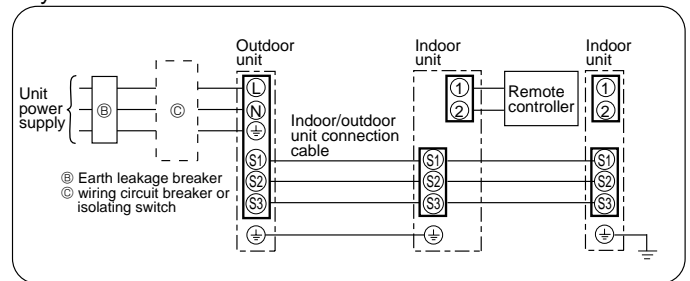 Outdoor
unit
Indoor
unit
Indoor
unit
Unit
power
supply
Ⓑ
Ⓒ
L
N
S1
S2
S3
Indoor/outdoor
unit connection
cable
1
2
Remote
controller
1
2
S1
S2
S3
S1
S2
S3
Ⓑ Earth leakage breaker
Ⓒ wiring circuit breaker or
isolating switch